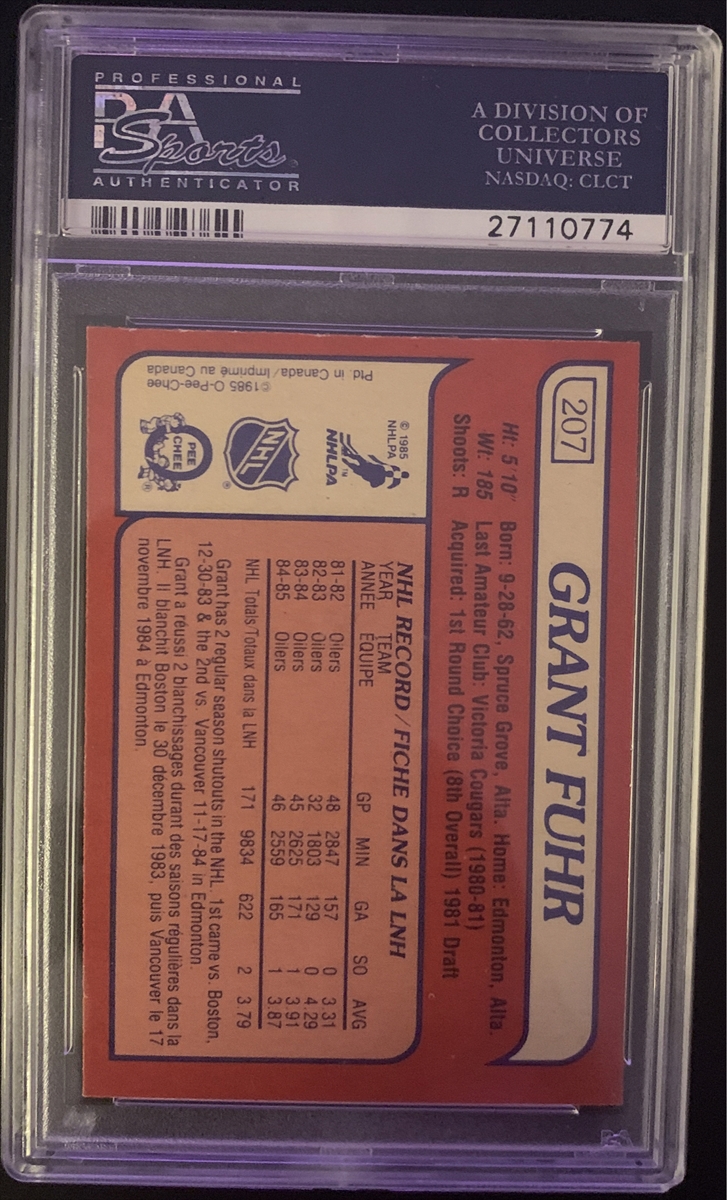 PROFESSIONAL
PSA
Sports
AUTHENTICATOR
A DIVISION OF
COLLECTORS
UNIVERSE
NASDAQ: CLCT
27110774
207
GRANT FUHR
Ht: 5'10" Born: 9-28-62, Spruce Grove, Alta. Home: Edmonton, Alta.
Wt: 185 Last Amateur Club: Victoria Cougars (1980-81)
Shoots: R Acquired: 1st Round Choice (8th Overall) 1981 Draft
© 1985
NHLPA
NHLPA
TM
NHL
®
O
PEE
CHEE
®
©1985 O-Pee-Chee
Ptd. in Canada/Imprimé au Canada
NHL RECORD/FICHE DANS LA LNH
YEAR TEAM
ANNÉE ÉQUIPE GP MIN GA SO AVG
81-82 Oilers 48 2847 157 0 3.31
82-83 Oilers 32 1803 129 0 4.29
83-84 Oilers 45 2625 171 1 3.91
84-85 Oilers 46 2559 165 1 3.87
NHL Totals Totaux dans la LNH 171 9834 622 2 3.79
Grant has 2 regular season shutouts in the NHL. 1st came vs. Boston,
12-30-83 & the 2nd vs. Vancouver 11-17-84 in Edmonton.
Grant a réussi 2 blanchissages durant des saisons régulières dans la
LNH. Il blanchit Boston le 30 décembre 1983, puis Vancouver le 17
novembre 1984 à Edmonton.
PSA